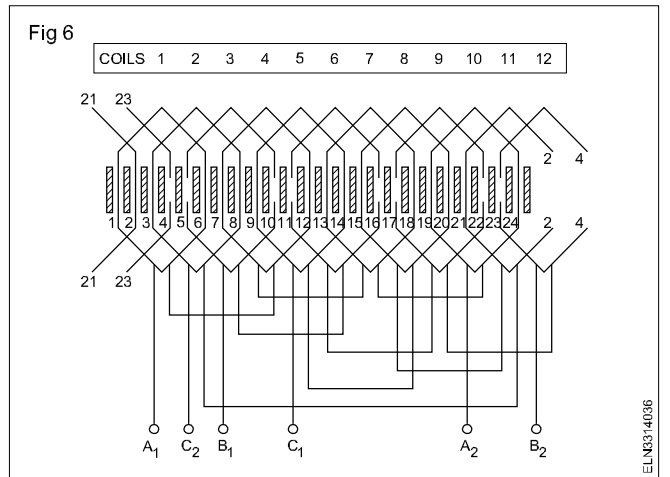 Fig 6
COILS 1 2 3 4 5 6 7 8 9 10 11 12
21 23
2 4
1 2 3 4 5 6 7 8 9 10 11 12 13 14 15 16 17 18 19 20 21 22 23 24
2 4
21 23
A1 C2 B1 C1 A2 B2
ELN3314036